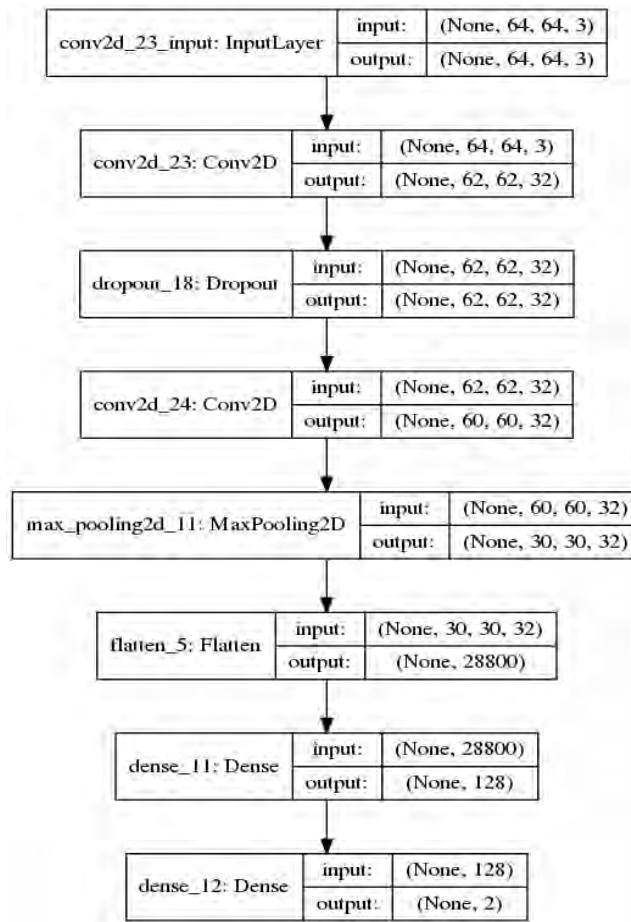 conv2d_23_input: InputLayer
input: (None, 64, 64, 3)
output: (None, 64, 64, 3)
conv2d_23: Conv2D
input: (None, 64, 64, 3)
output: (None, 62, 62, 32)
dropout_18: Dropout
input: (None, 62, 62, 32)
output: (None, 62, 62, 32)
conv2d_24: Conv2D
input: (None, 62, 62, 32)
output: (None, 60, 60, 32)
max_pooling2d_11: MaxPooling2D
input: (None, 60, 60, 32)
output: (None, 30, 30, 32)
flatten_5: Flatten
input: (None, 30, 30, 32)
output: (None, 28800)
dense_11: Dense
input: (None, 28800)
output: (None, 128)
dense_12: Dense
input: (None, 128)
output: (None, 2)